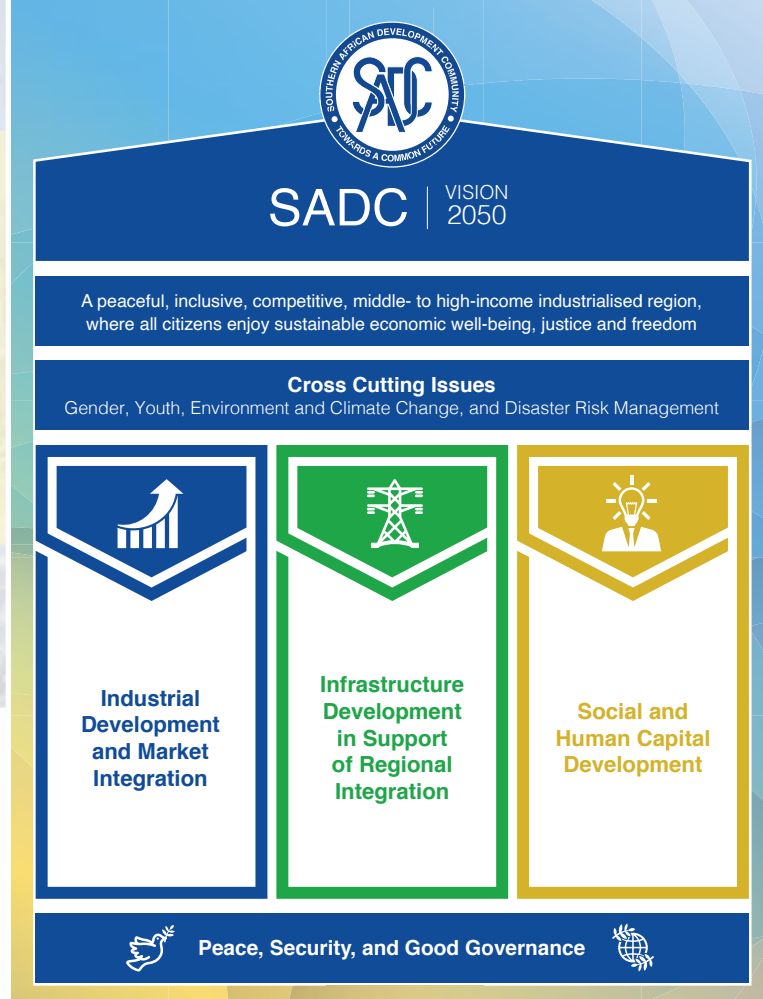 SOUTHERN AFRICAN DEVELOPMENT COMMUNITY
SADC
TOWARDS A COMMON FUTURE
SADC
VISION
2050
A peaceful, inclusive, competitive, middle- to high-income industrialised region,
where all citizens enjoy sustainable economic well-being, justice and freedom
Cross Cutting Issues
Gender, Youth, Environment and Climate Change, and Disaster Risk Management
Industrial
Development
and Market
Integration
Infrastructure
Development
in Support
of Regional
Integration
Social and
Human Capital
Development
Peace, Security, and Good Governance